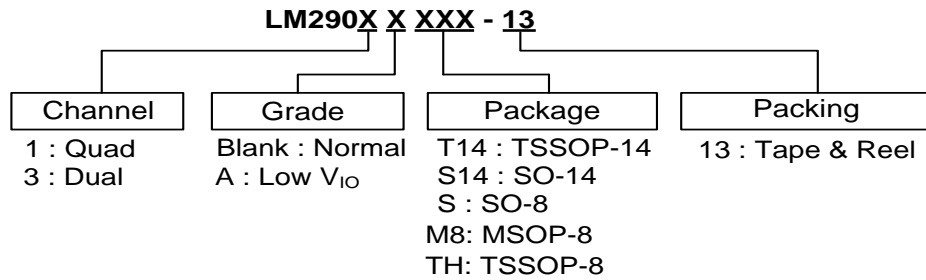 LM290X X XXX - 13
Channel
1 : Quad
3 : Dual
Grade
Blank : Normal
A : Low VIO
Package
T14 : TSSOP-14
S14 : SO-14
S : SO-8
M8: MSOP-8
TH: TSSOP-8
Packing
13 : Tape & Reel